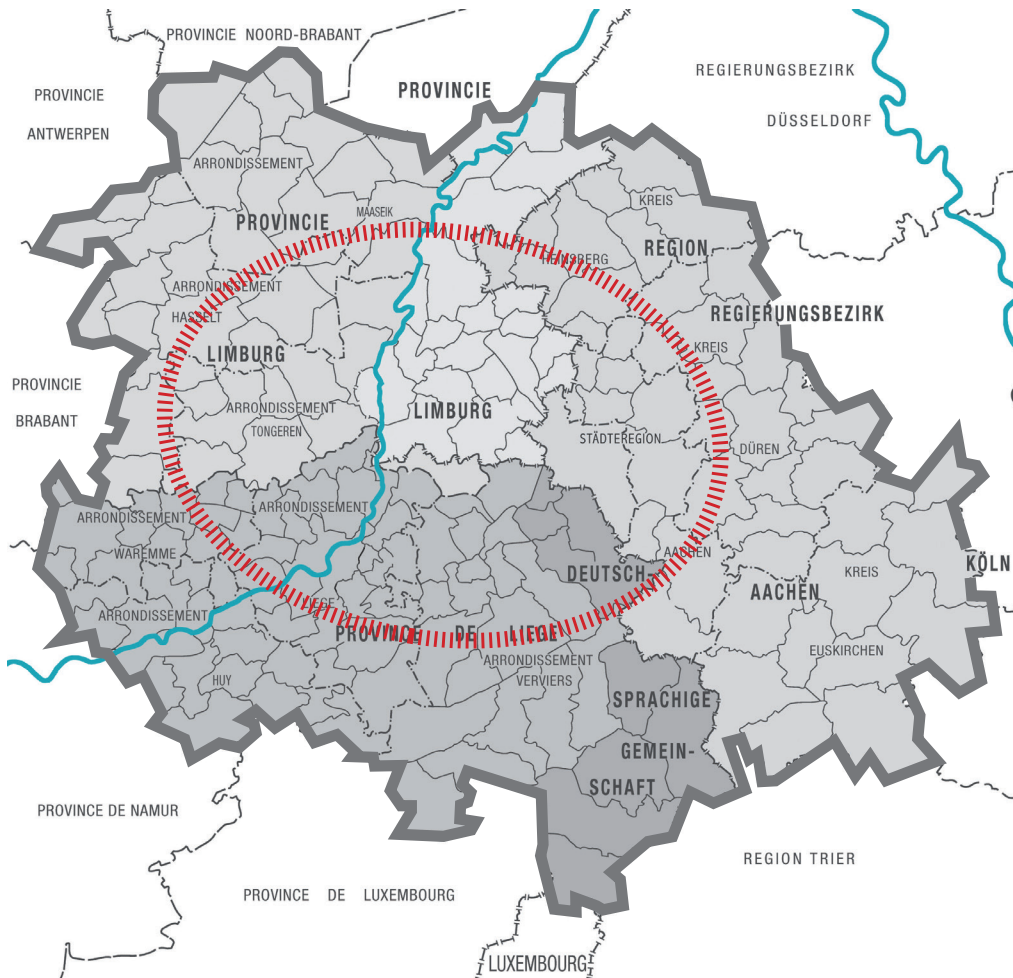 PROVINCIE NOORD-BRABANT
PROVINCIE
ANTWERPEN
PROVINCIE
REGIERUNGSBEZIRK
DÜSSELDORF
ARRONDISSEMENT
MAASEIK
PROVINCIE
KREIS
HEINSBERG
REGION
ARRONDISSEMENT
HASSELT
REGIERUNGSBEZIRK
LIMBURG
KREIS
PROVINCIE
BRABANT
ARRONDISSEMENT
TONGEREN
LIMBURG
STÄDTEREGION
DÜREN
ARRONDISSEMENT
WAREMME
ARRONDISSEMENT
LIEGE
AACHEN
DEUTSCH-
AACHEN
KREIS
KÖLN
ARRONDISSEMENT
HUY
PROVINCE DE LIEGE
ARRONDISSEMENT
VERVIERS
EUSKIRCHEN
SPRACHIGE
GEMEIN-
SCHAFT
PROVINCE DE NAMUR
REGION TRIER
PROVINCE DE LUXEMBOURG
LUXEMBOURG